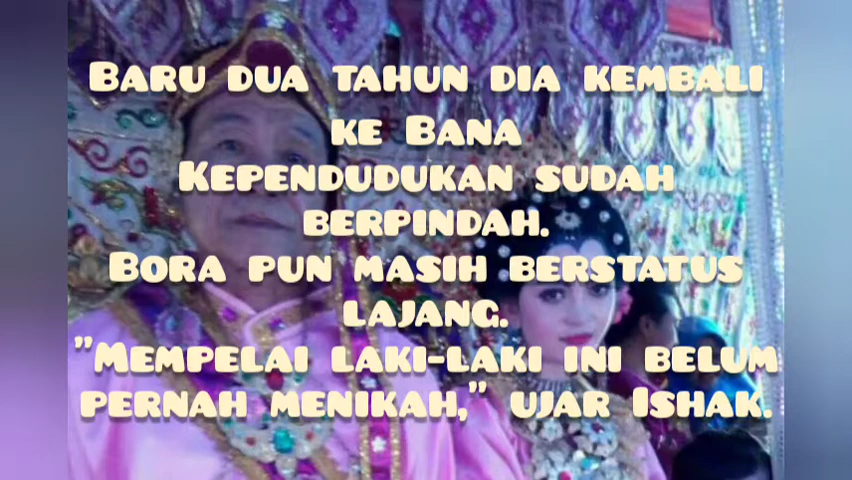 Baru dua tahun dia kembali
ke Bana
Kependudukan sudah
berpindah.
Bora pun masih berstatus
lajang.
"Mempelai laki-laki ini belum
pernah menikah," ujar Ishak.